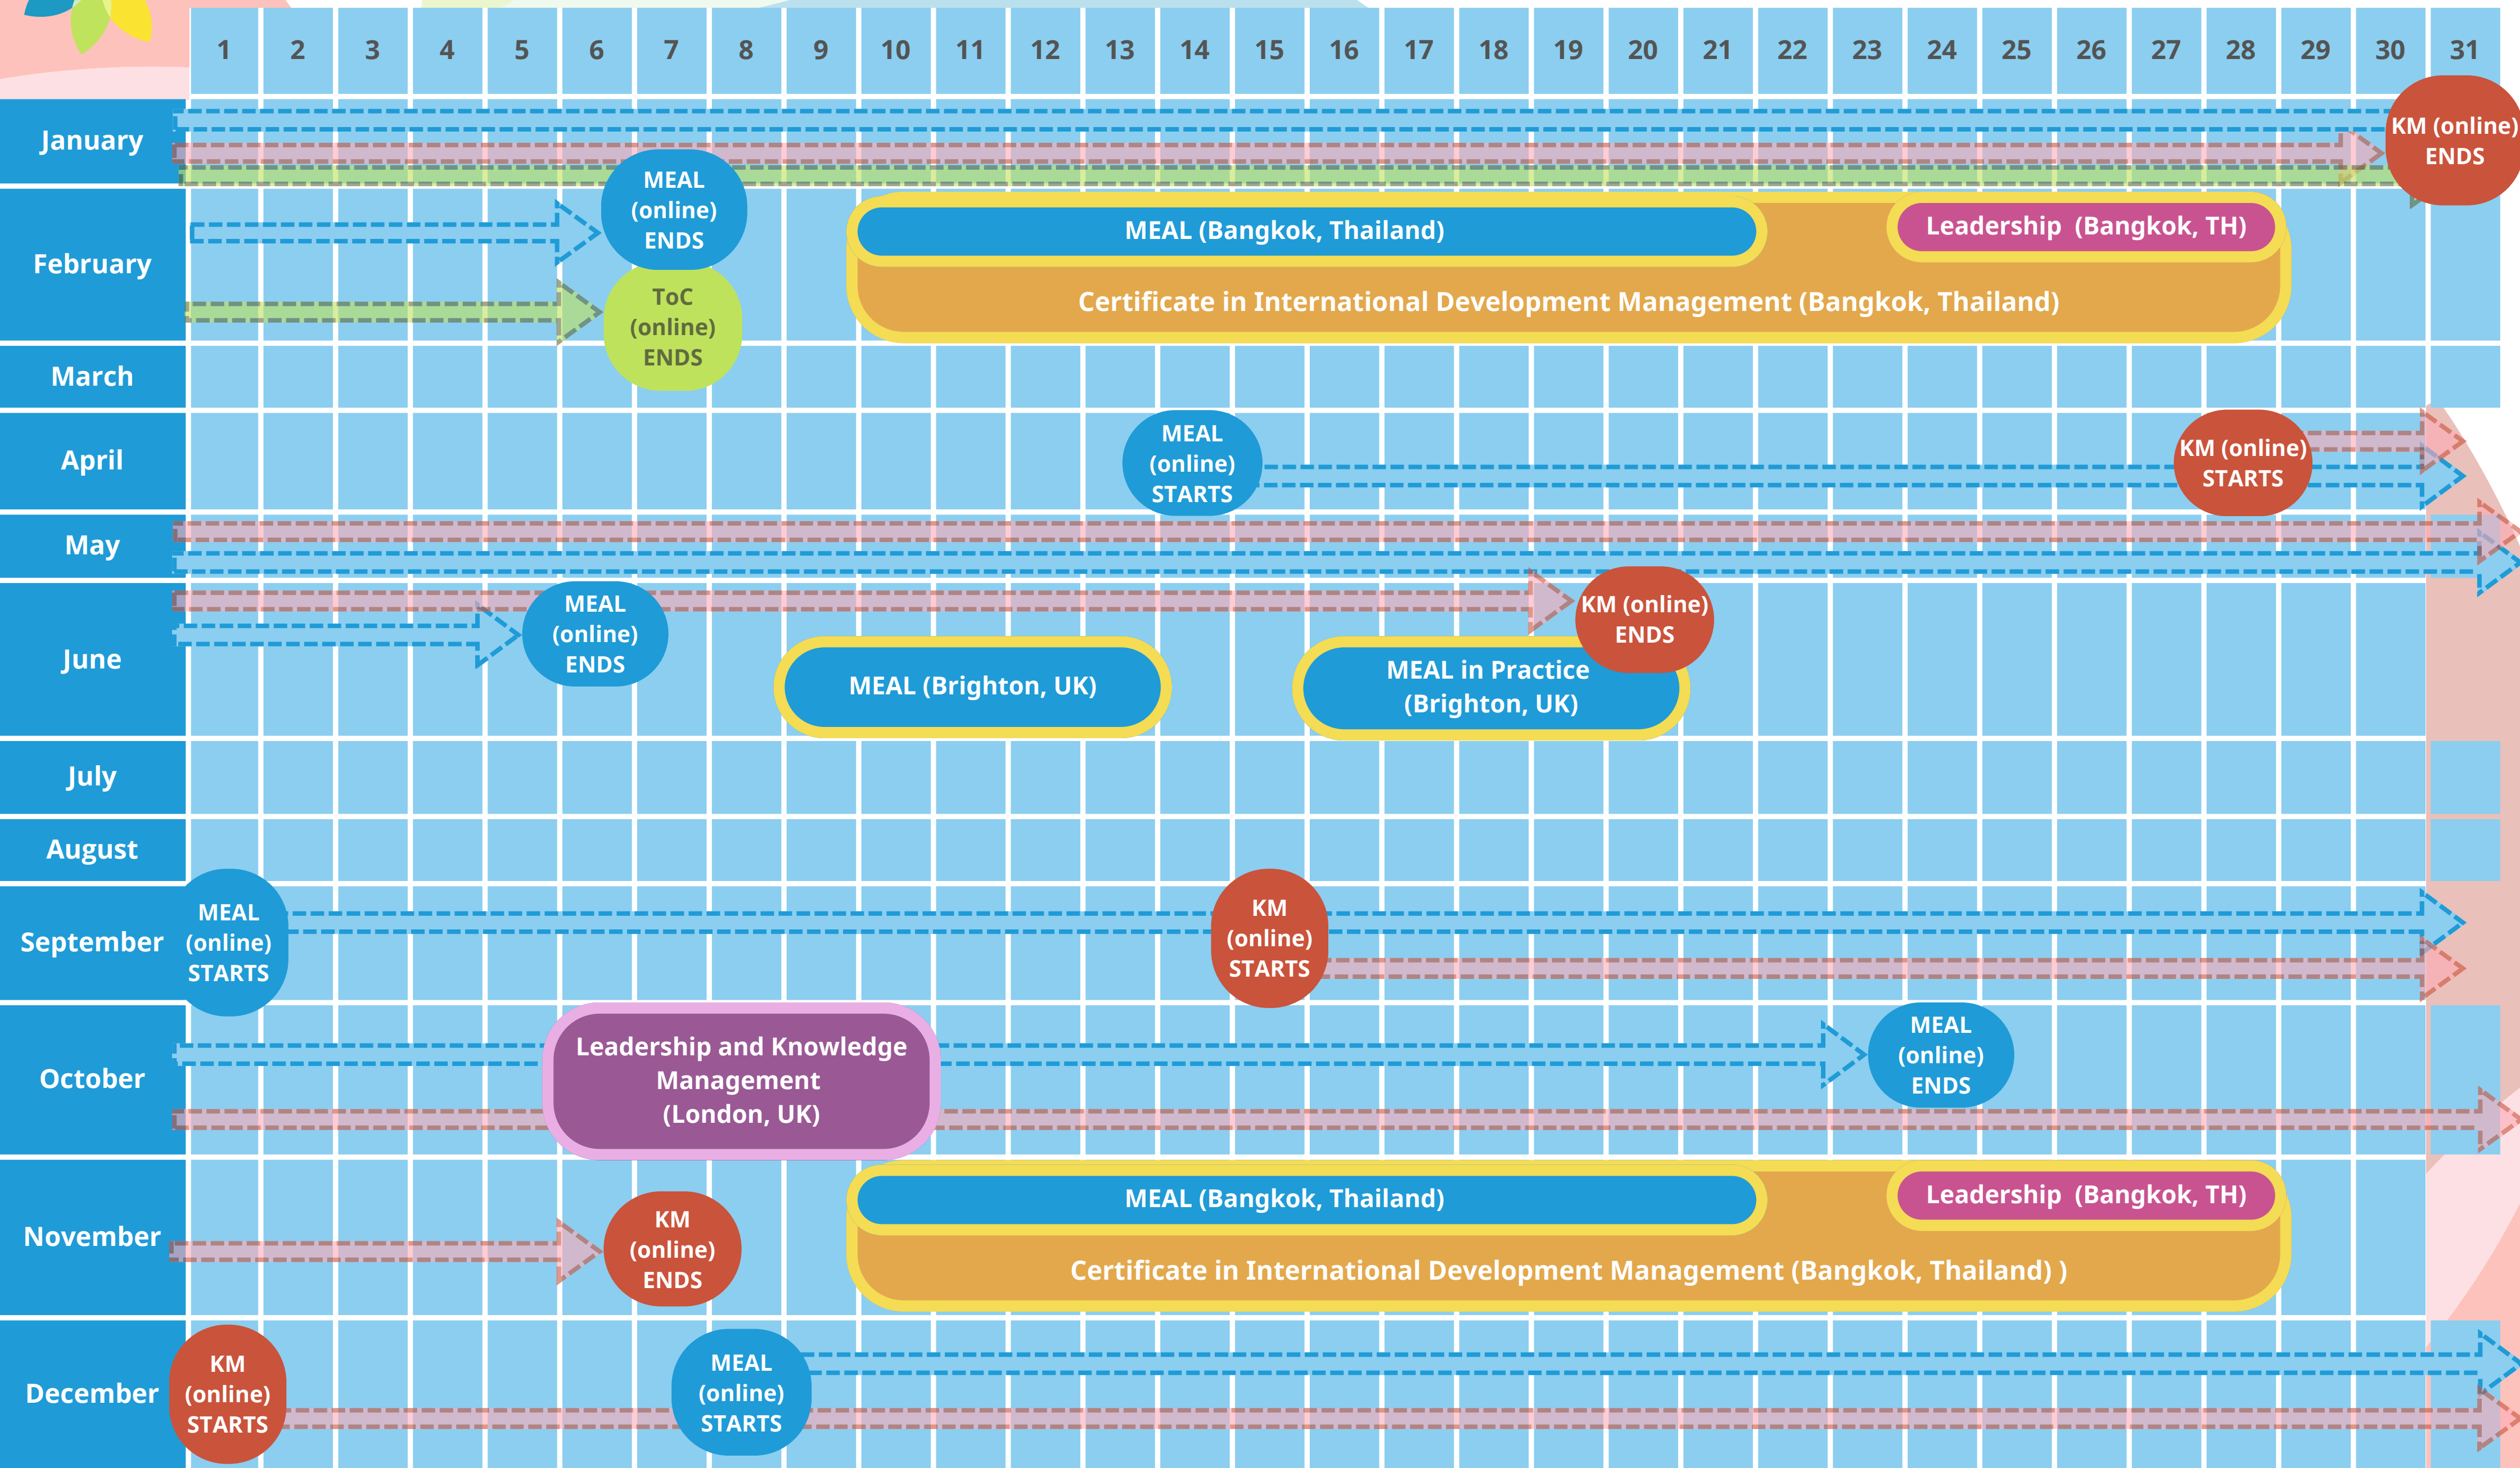 1 2 3 4 5 6 7 8 9 10 11 12 13 14 15 16 17 18 19 20 21 22 23 24 25 26 27 28 29 30 31
January
KM (online)
ENDS
February
MEAL
(online)
ENDS
ToC
(online)
ENDS
MEAL (Bangkok, Thailand)
Leadership (Bangkok, TH)
Certificate in International Development Management (Bangkok, Thailand)
March
April
MEAL
(online)
STARTS
KM (online)
STARTS
May
June
MEAL
(online)
ENDS
MEAL (Brighton, UK)
MEAL in Practice
(Brighton, UK)
KM (online)
ENDS
July
August
September
MEAL
(online)
STARTS
KM
(online)
STARTS
October
Leadership and Knowledge
Management
(London, UK)
MEAL
(online)
ENDS
November
KM
(online)
ENDS
MEAL (Bangkok, Thailand)
Leadership (Bangkok, TH)
Certificate in International Development Management (Bangkok, Thailand) )
December
KM
(online)
STARTS
MEAL
(online)
STARTS